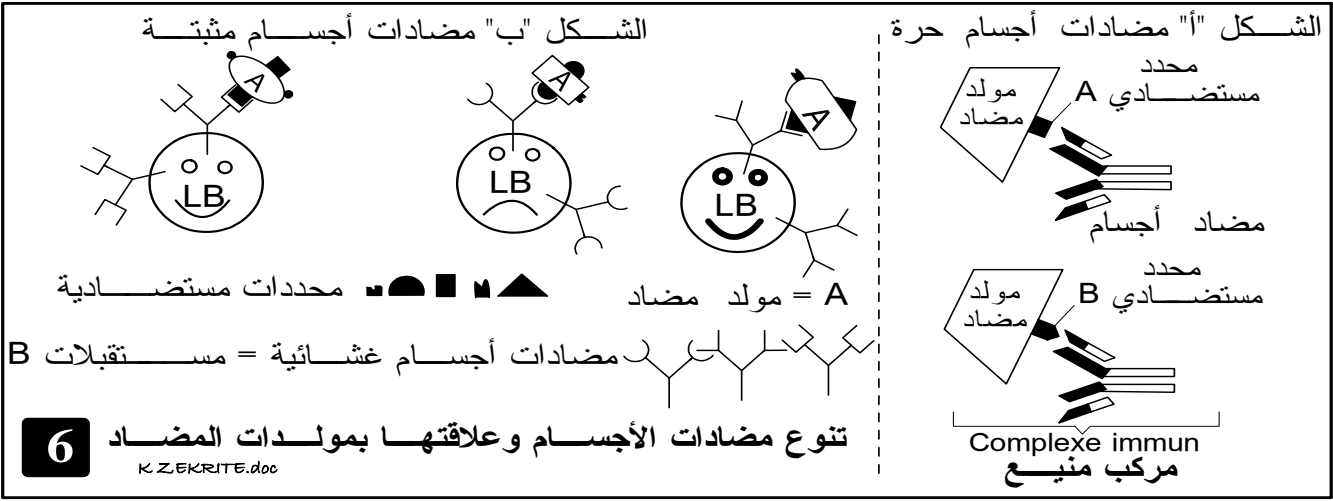 الشكل "أ" مضادات أجسام حرة
محدد
مستضادي A
مولد
مضاد
مضاد أجسام
محدد
مستضادي B
مولد
مضاد
Complexe immun
مركب منيع
الشكل "ب" مضادات أجسام مثبتة
A
A
A
LB
LB
LB
A = مولد مضاد
محددات مستضادية
مضادات أجسام غشائية = مستقبلات B
تنوع مضادات الأجسام وعلاقتها بمولدات المضاد
6
K ZEKRITE.doc